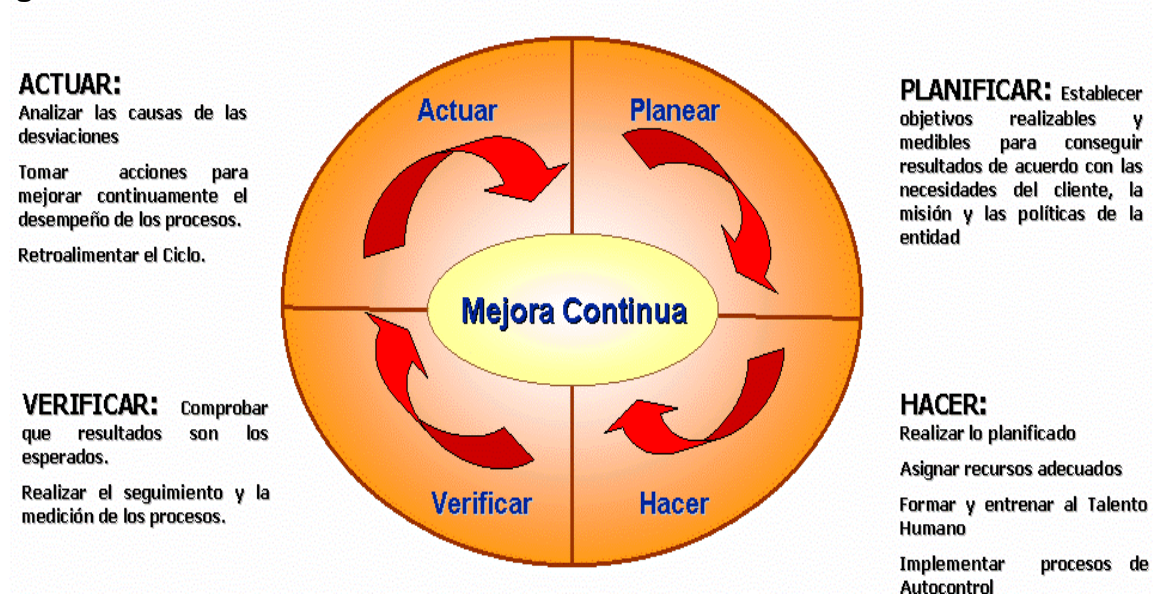 ACTUAR:
Analizar las causas de las
desviaciones
Tomar acciones para
mejorar continuamente el
desempeño de los procesos.
Retroalimentar el Ciclo.
Actuar
Planear
PLANIFICAR: Establecer
objetivos realizables y
medibles para conseguir
resultados de acuerdo con las
necesidades del cliente, la
misión y las políticas de la
entidad
Mejora Continua
VERIFICAR: Comprobar
que resultados son los
esperados.
Realizar el seguimiento y la
medición de los procesos.
Verificar
Hacer
HACER:
Realizar lo planificado
Asignar recursos adecuados
Formar y entrenar al Talento
Humano
Implementar procesos de
Autocontrol